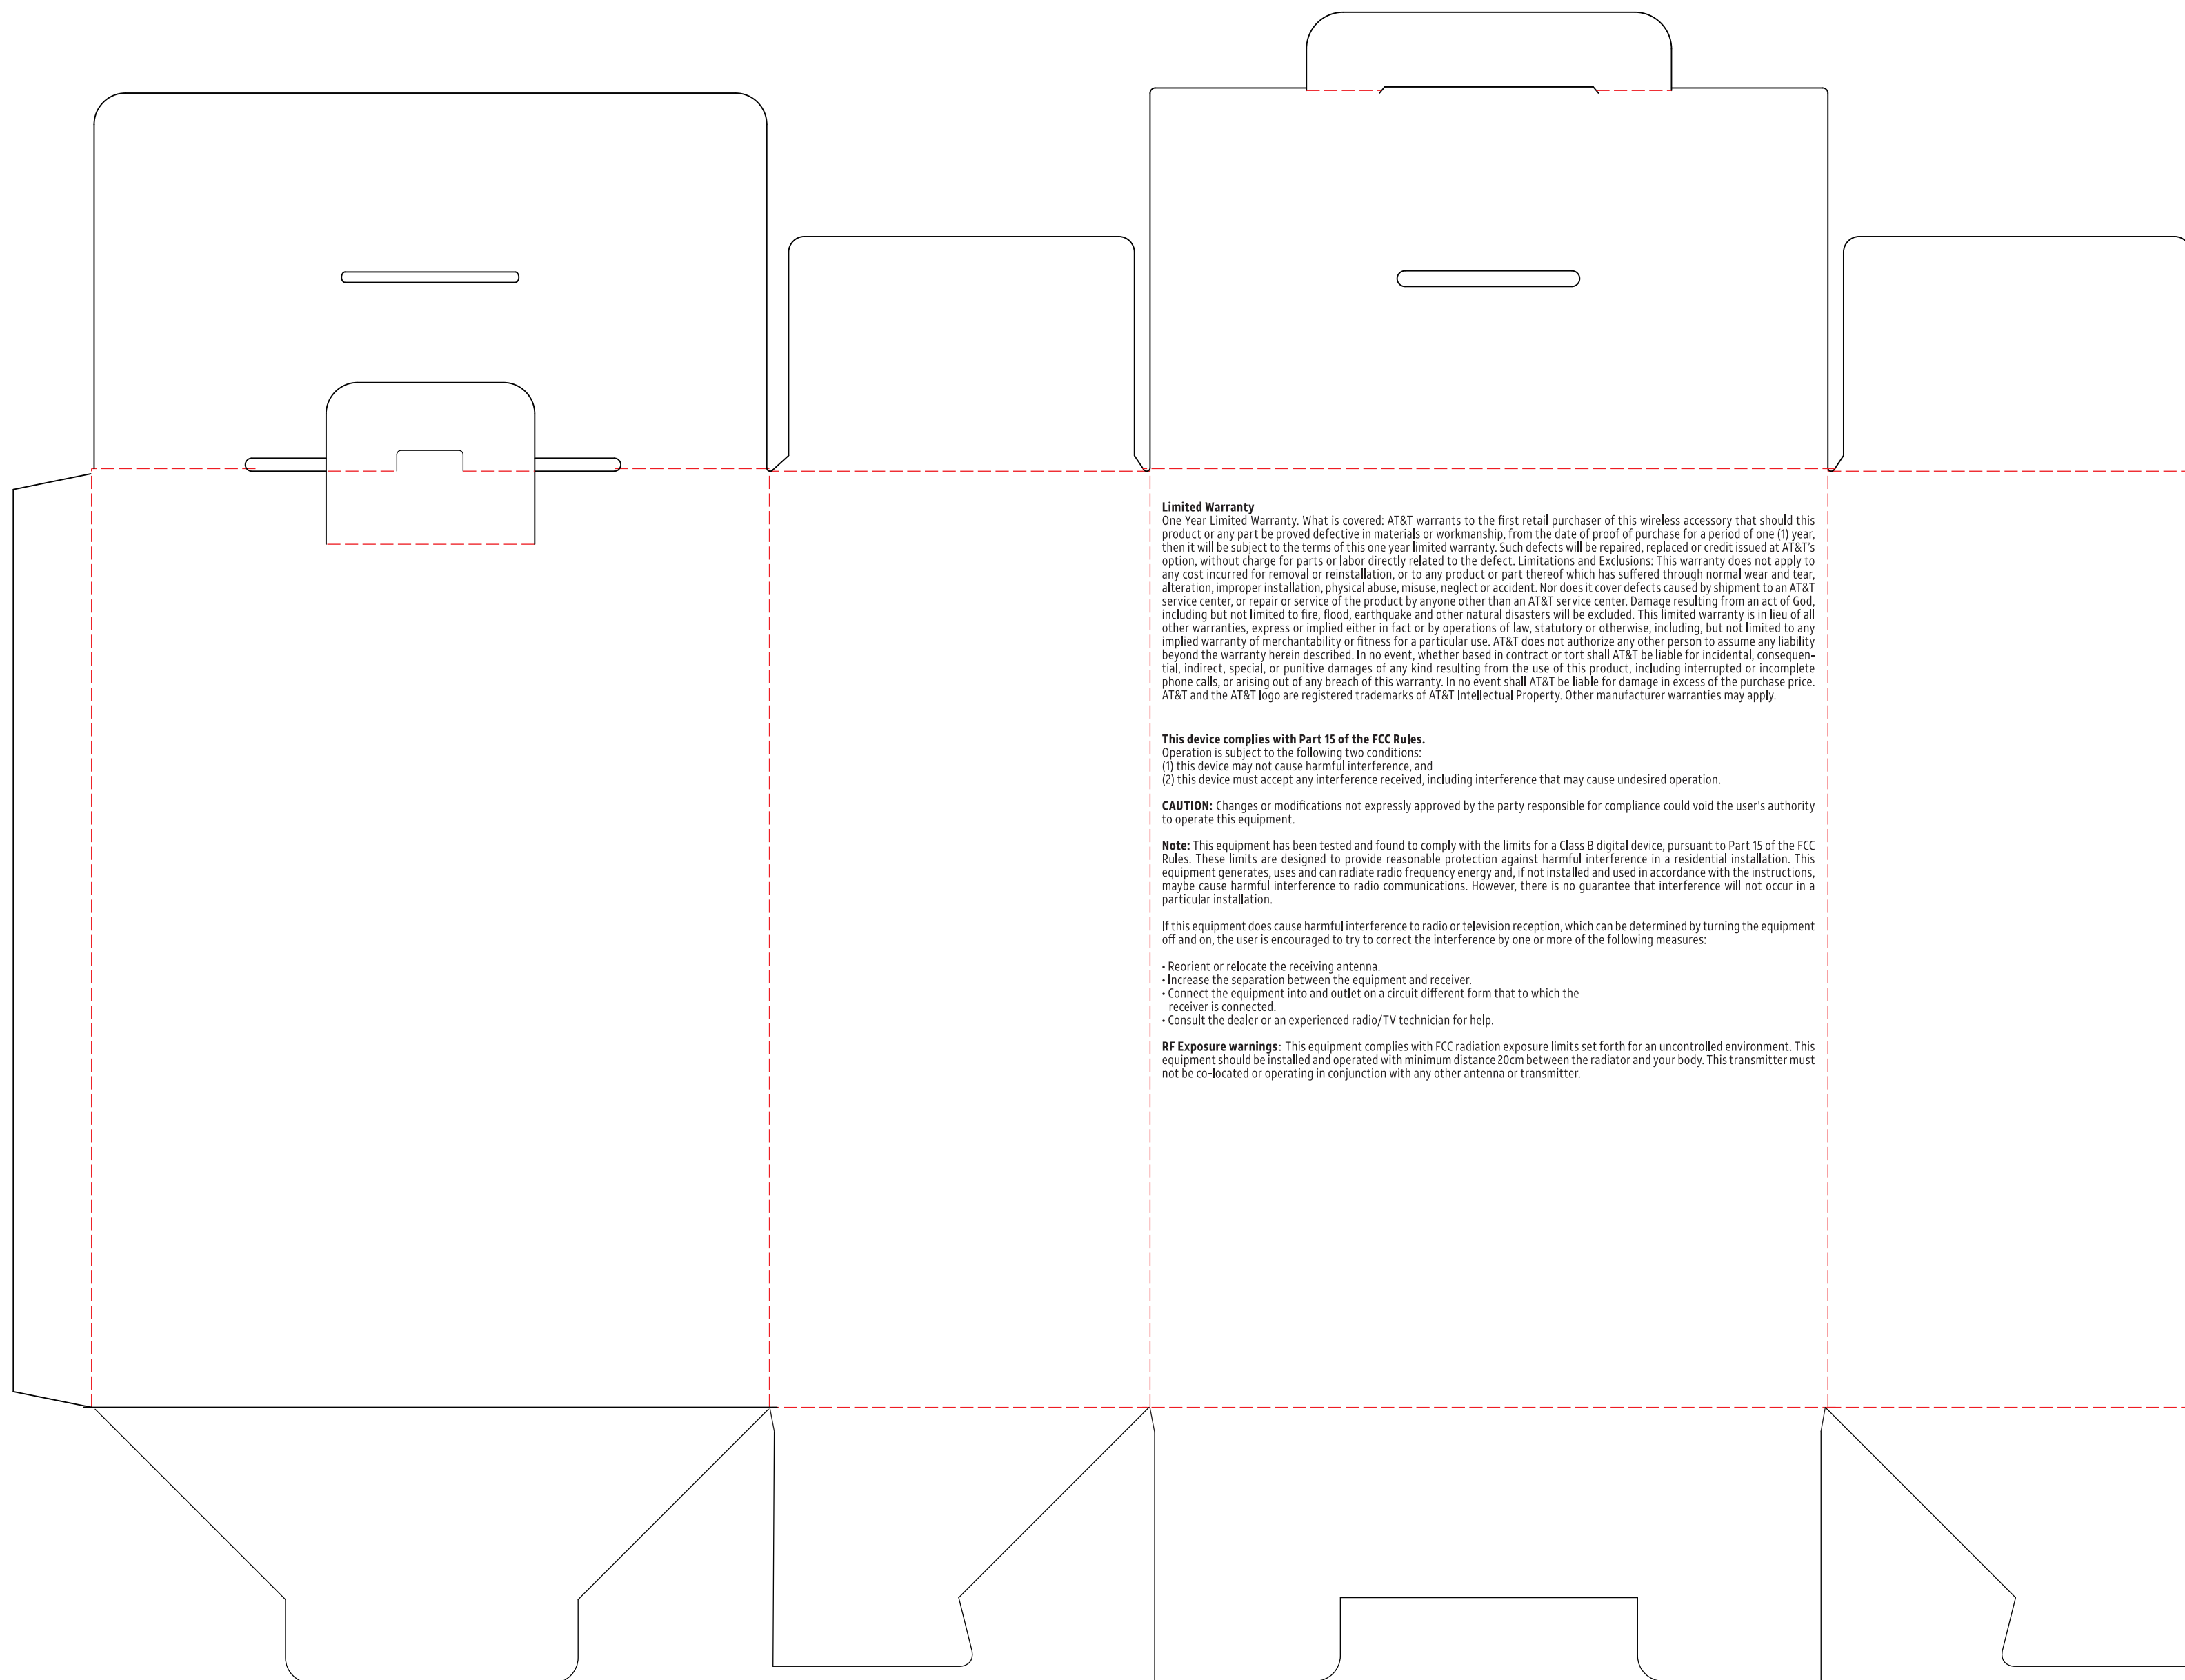 Limited Warranty
One Year Limited Warranty. What is covered: AT&T warrants to the first retail purchaser of this wireless accessory that should this
product or any part be proved defective in materials or workmanship, from the date of proof of purchase for a period of one (1) year,
then it will be subject to the terms of this one year limited warranty. Such defects will be repaired, replaced or credit issued at AT&T's
option, without charge for parts or labor directly related to the defect. Limitations and Exclusions: This warranty does not apply to
any cost incurred for removal or reinstallation, or to any product or part thereof which has suffered through normal wear and tear,
alteration, improper installation, physical abuse, misuse, neglect or accident. Nor does it cover defects caused by shipment to an AT&T
service center, or repair or service of the product by anyone other than an AT&T service center. Damage resulting from an act of God,
including but not limited to fire, flood, earthquake and other natural disasters will be excluded. This limited warranty is in lieu of all
other warranties, express or implied either in fact or by operations of law, statutory or otherwise, including, but not limited to any
implied warranty of merchantability or fitness for a particular use. AT&T does not authorize any other person to assume any liability
beyond the warranty herein described. In no event, whether based in contract or tort shall AT&T be liable for incidental, consequen-
tial, indirect, special, or punitive damages of any kind resulting from the use of this product, including interrupted or incomplete
phone calls, or arising out of any breach of this warranty. In no event shall AT&T be liable for damage in excess of the purchase price.
AT&T and the AT&T logo are registered trademarks of AT&T Intellectual Property. Other manufacturer warranties may apply.
This device complies with Part 15 of the FCC Rules.
Operation is subject to the following two conditions:
(1) this device may not cause harmful interference, and
(2) this device must accept any interference received, including interference that may cause undesired operation.
CAUTION: Changes or modifications not expressly approved by the party responsible for compliance could void the user's authority
to operate this equipment.
Note: This equipment has been tested and found to comply with the limits for a Class B digital device, pursuant to Part 15 of the FCC
Rules. These limits are designed to provide reasonable protection against harmful interference in a residential installation. This
equipment generates, uses and can radiate radio frequency energy and, if not installed and used in accordance with the instructions,
maybe cause harmful interference to radio communications. However, there is no guarantee that interference will not occur in a
particular installation.
If this equipment does cause harmful interference to radio or television reception, which can be determined by turning the equipment
off and on, the user is encouraged to try to correct the interference by one or more of the following measures:
• Reorient or relocate the receiving antenna.
• Increase the separation between the equipment and receiver.
• Connect the equipment into and outlet on a circuit different form that to which the
receiver is connected.
• Consult the dealer or an experienced radio/TV technician for help.
RF Exposure warnings: This equipment complies with FCC radiation exposure limits set forth for an uncontrolled environment. This
equipment should be installed and operated with minimum distance 20cm between the radiator and your body. This transmitter must
not be co-located or operating in conjunction with any other antenna or transmitter.